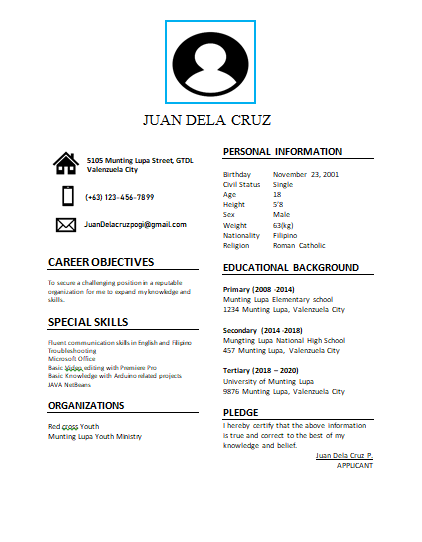 JUAN DELA CRUZ
5105 Munting Lupa Street, GTDL
Valenzuela City
(+63) 123-456-7899
JuanDelacruzpogi@gmail.com
CAREER OBJECTIVES
To secure a challenging position in a reputable
organization for me to expand my knowledge and
skills.
SPECIAL SKILLS
Fluent communication skills in English and Filipino
Troubleshooting
Microsoft Office
Basic Video editing with Premiere Pro
Basic Knowledge with Arduino related projects
JAVA NetBeans
ORGANIZATIONS
Red cross Youth
Munting Lupa Youth Ministry
PERSONAL INFORMATION
Birthday November 23, 2001
Civil Status Single
Age 18
Height 5'8
Sex Male
Weight 63(kg)
Nationality Filipino
Religion Roman Catholic
EDUCATIONAL BACKGROUND
Primary (2008 -2014)
Munting Lupa Elementary school
1234 Munting Lupa, Valenzuela City
Secondary (2014 -2018)
Mungting Lupa National High School
457 Munting Lupa, Valenzuela City
Tertiary (2018 – 2020)
University of Munting Lupa
9876 Munting Lupa, Valenzuela City
PLEDGE
I hereby certify that the above information
is true and correct to the best of my
knowledge and belief.
Juan Dela Cruz P.
APPLICANT